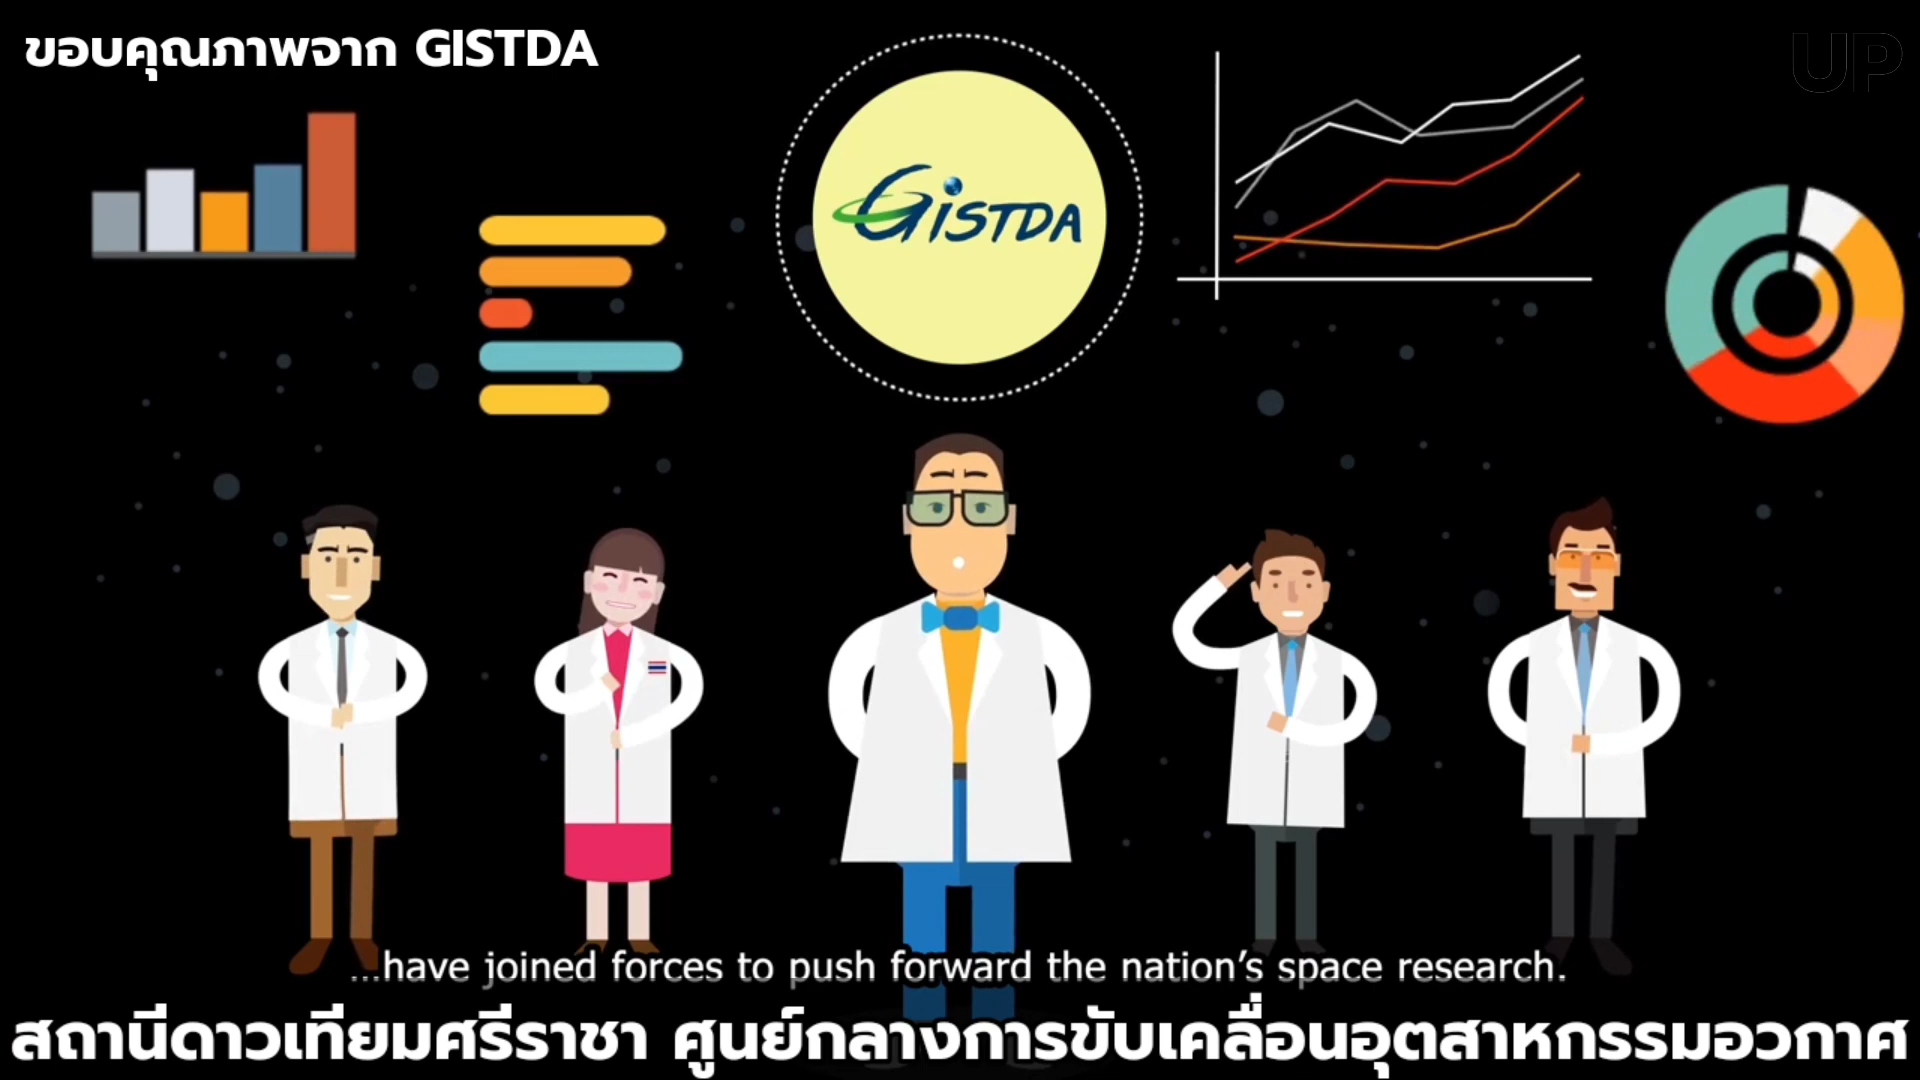 ขอบคุณภาพจาก GISTDA
UP
GISTDA
...have joined forces to push forward the nation's space research.
สถานีดาวเทียมศรีราชา ศูนย์กลางการขับเคลื่อนอุตสาหกรรมอวกาศ